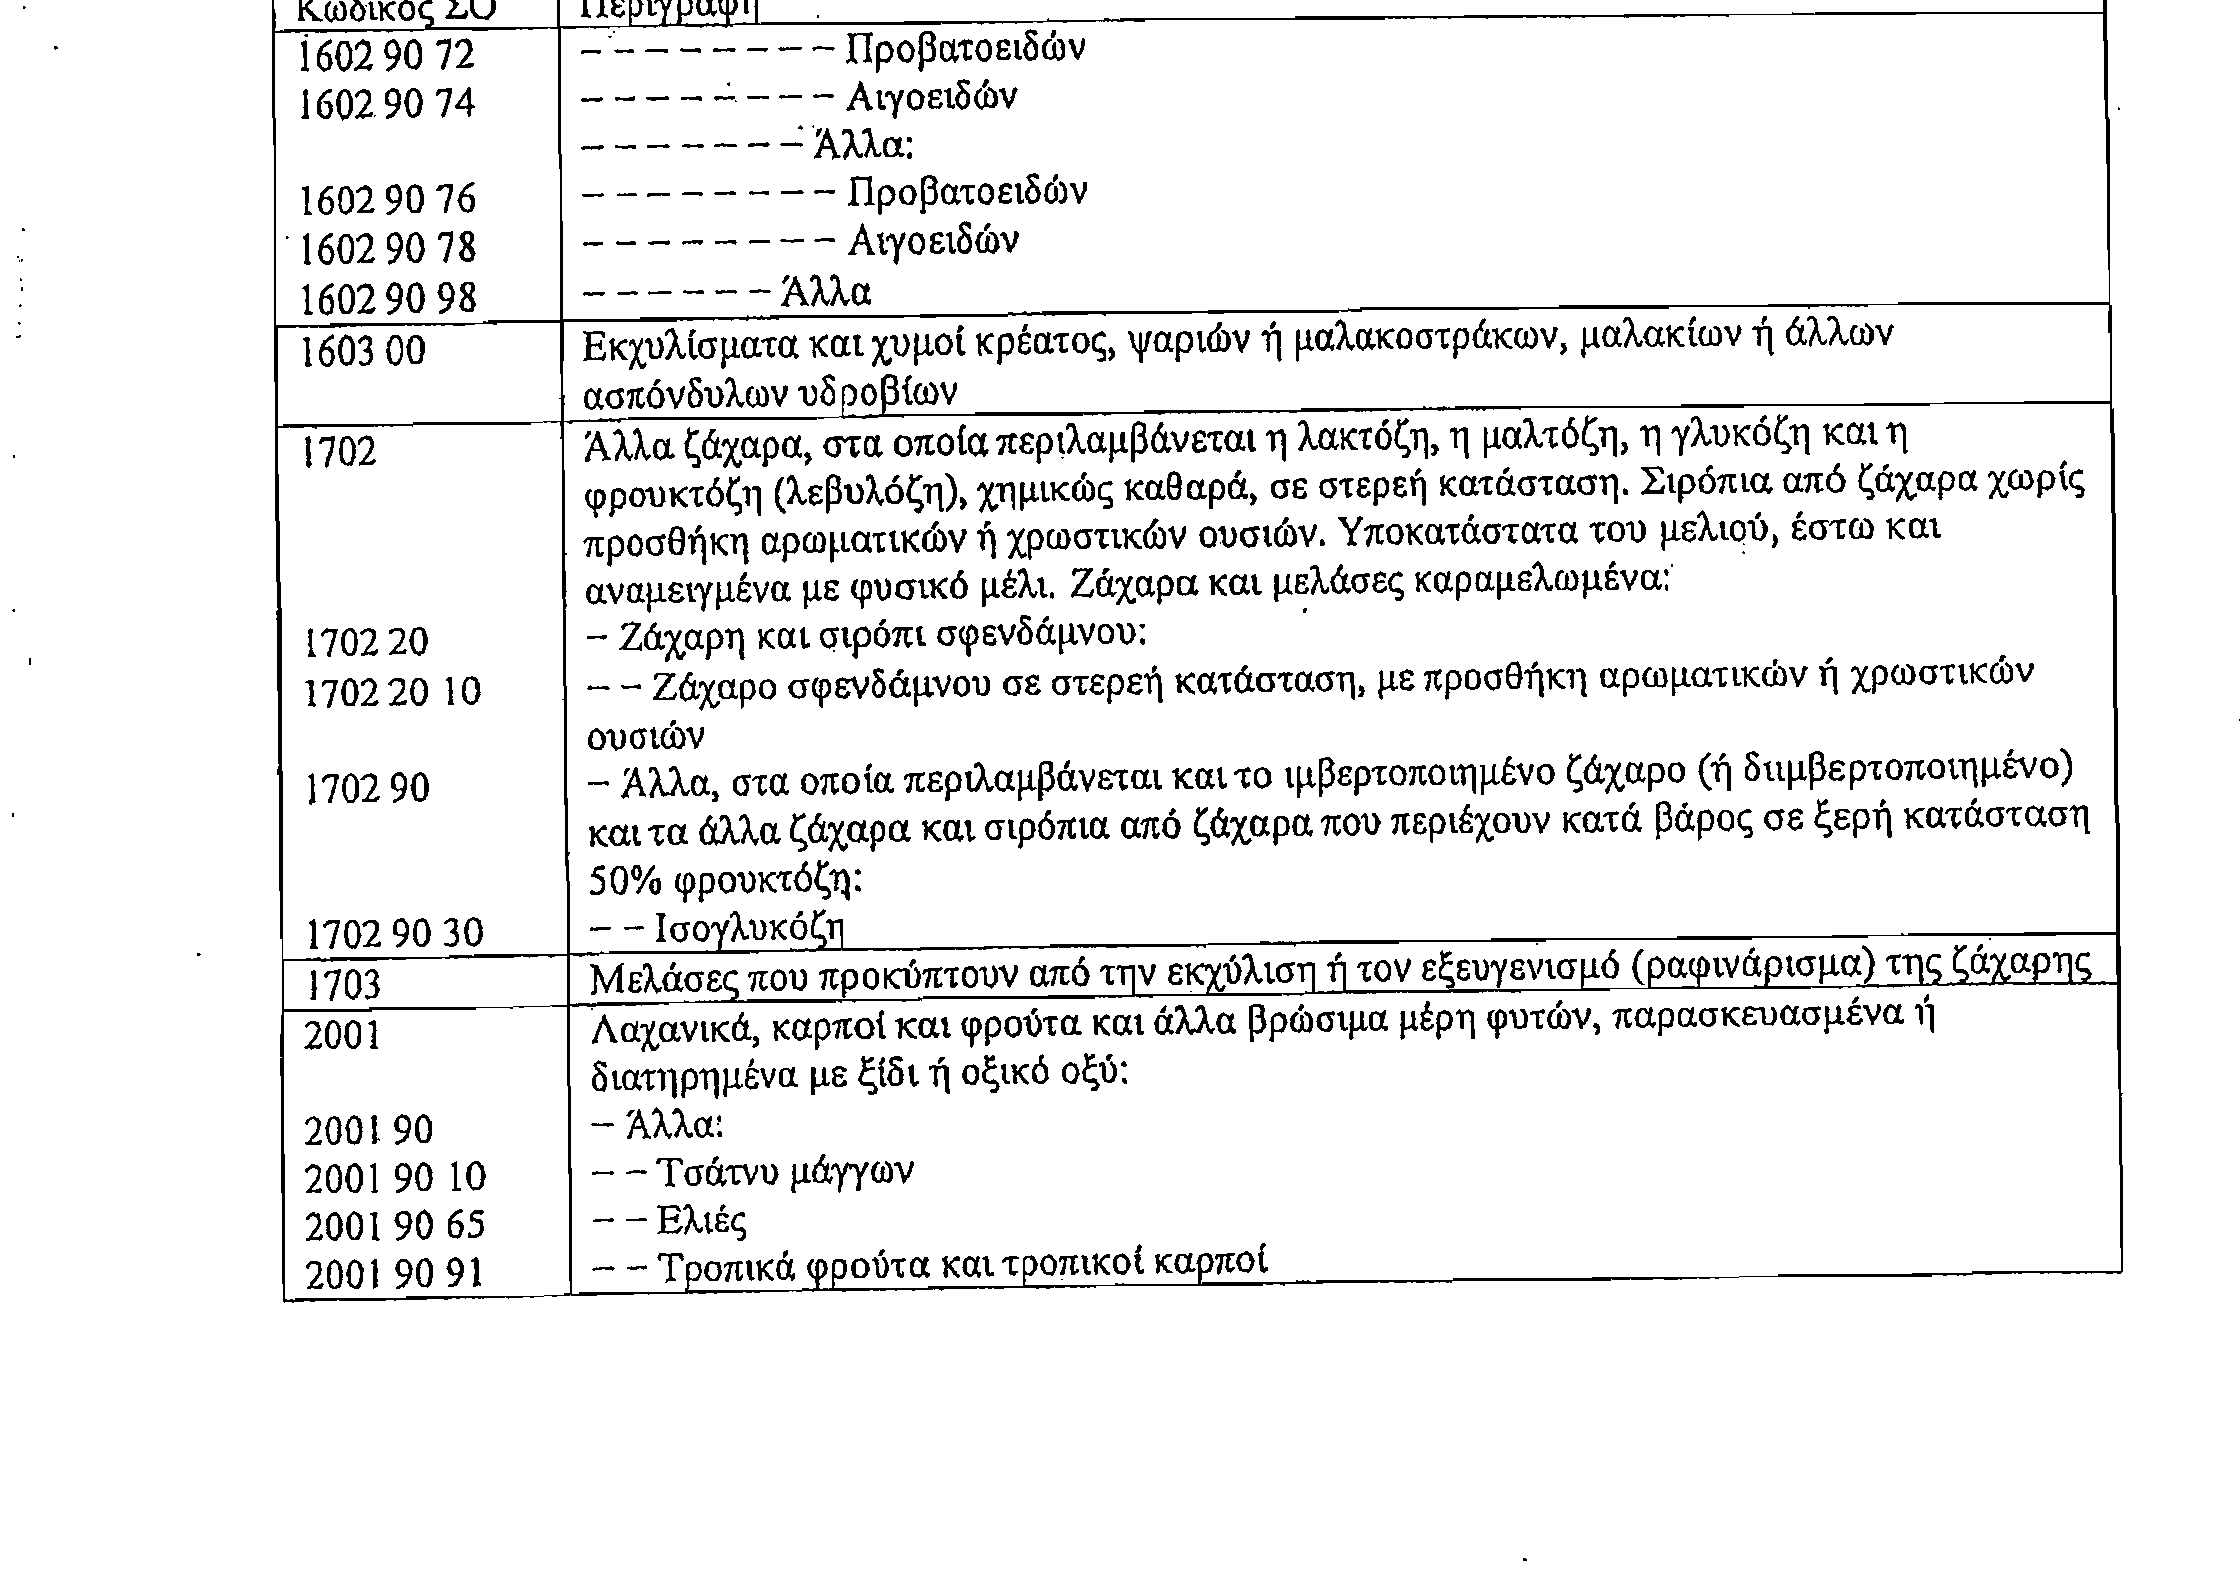 Κωδικός ΣΟ Περιγραφή
1602 90 72 – – – – – – – – Προβατοειδών
1602 90 74 – – – – – – – – Αιγοειδών
– – – – – – – Άλλα:
1602 90 76 – – – – – – – – Προβατοειδών
1602 90 78 – – – – – – – – Αιγοειδών
1602 90 98 – – – – – – Άλλα
1603 00 Εκχυλίσματα και χυμοί κρέατος, ψαριών ή μαλακοστράκων, μαλακίων ή άλλων
ασπόνδυλων υδροβίων
1702 Άλλα ζάχαρα, στα οποία περιλαμβάνεται η λακτόζη, η μαλτόζη, η γλυκόζη και η
φρουκτόζη (λεβυλόζη), χημικώς καθαρά, σε στερεή κατάσταση. Σιρόπια από ζάχαρα χωρίς
προσθήκη αρωματικών ή χρωστικών ουσιών. Υποκατάστατα του μελιού, έστω και
αναμειγμένα με φυσικό μέλι. Ζάχαρα και μελάσες καραμελωμένα:
1702 20 – Ζάχαρη και σιρόπι σφενδάμνου:
1702 20 10 – – Ζάχαρο σφενδάμνου σε στερεή κατάσταση, με προσθήκη αρωματικών ή χρωστικών
ουσιών
1702 90 – Άλλα, στα οποία περιλαμβάνεται και το ιμβερτοποιημένο ζάχαρο (ή διιμβερτοποιημένο)
και τα άλλα ζάχαρα και σιρόπια από ζάχαρα που περιέχουν κατά βάρος σε ξερή κατάσταση
50% φρουκτόζη:
1702 90 30 – – Ισογλυκόζη
1703 Μελάσες που προκύπτουν από την εκχύλιση ή τον εξευγενισμό (ραφινάρισμα) της ζάχαρης
2001 Λαχανικά, καρποί και φρούτα και άλλα βρώσιμα μέρη φυτών, παρασκευασμένα ή
διατηρημένα με ξίδι ή οξικό οξύ:
2001 90 – Άλλα:
2001 90 10 – – Τσάτνυ μάγγων
2001 90 65 – – Ελιές
2001 90 91 – – Τροπικά φρούτα και τροπικοί καρποί